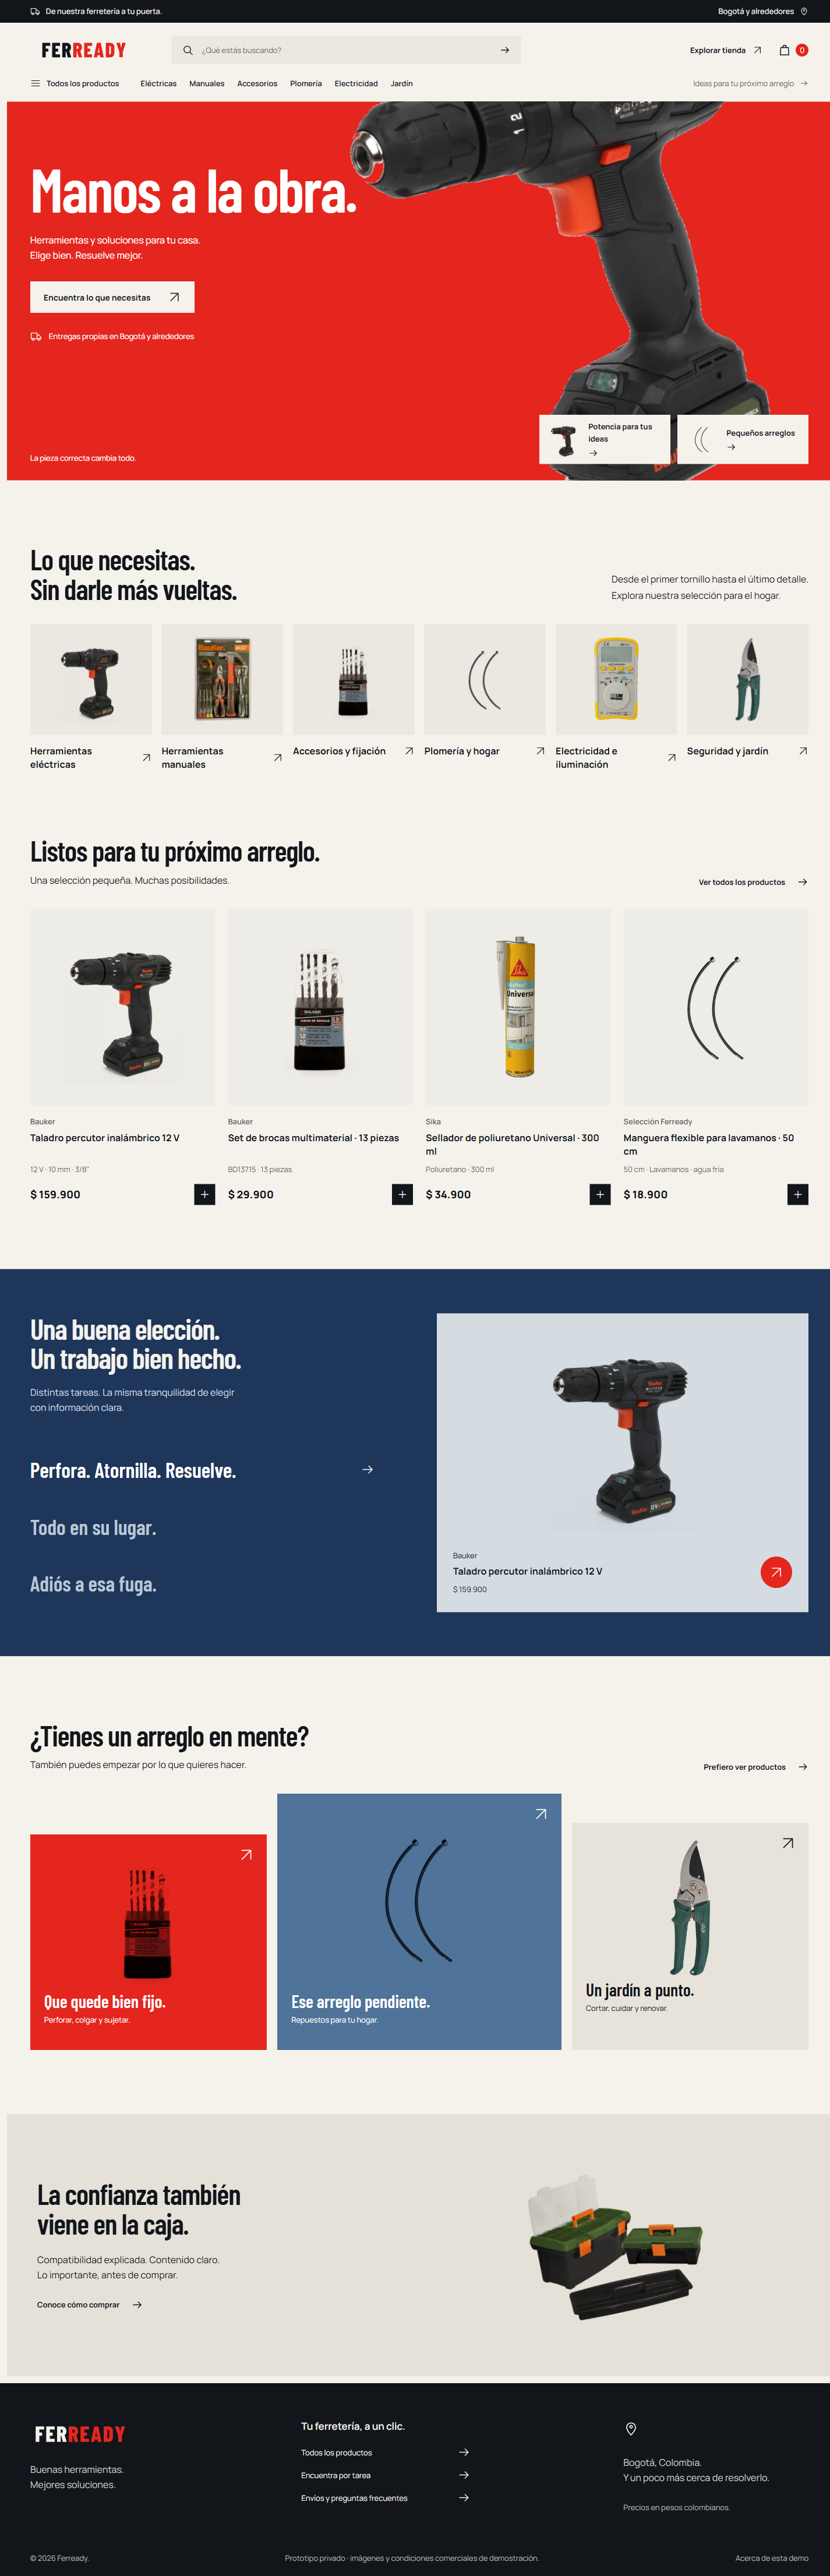 De nuestra ferretería a tu puerta.
Bogotá y alrededores
FERREADY
¿Qué estás buscando?
Explorar tienda
0
Todos los productos
Eléctricas
Manuales
Accesorios
Plomería
Electricidad
Jardín
Ideas para tu próximo arreglo
Manos a la obra.
Herramientas y soluciones para tu casa.
Elige bien. Resuelve mejor.
Encuentra lo que necesitas
Entregas propias en Bogotá y alrededores
La pieza correcta cambia todo.
Potencia para tus
ideas
Pequeños arreglos
Lo que necesitas.
Sin darle más vueltas.
Desde el primer tornillo hasta el último detalle.
Explora nuestra selección para el hogar.
Herramientas
eléctricas
Herramientas
manuales
Accesorios y fijación
Plomería y hogar
Electricidad e
iluminación
Seguridad y jardín
Listos para tu próximo arreglo.
Una selección pequeña. Muchas posibilidades.
Ver todos los productos
Bauker
Taladro percutor inalámbrico 12 V
12 V · 10 mm · 3/8"
$ 159.900
Bauker
Set de brocas multimaterial · 13 piezas
BD13715 · 13 piezas
$ 29.900
Sika
Sellador de poliuretano Universal · 300
ml
Poliuretano · 300 ml
$ 34.900
Selección Ferready
Manguera flexible para lavamanos · 50
cm
50 cm · Lavamanos · agua fría
$ 18.900
Una buena elección.
Un trabajo bien hecho.
Distintas tareas. La misma tranquilidad de elegir
con información clara.
Perfora. Atornilla. Resuelve.
Todo en su lugar.
Adiós a esa fuga.
Bauker
Taladro percutor inalámbrico 12 V
$ 159.900
¿Tienes un arreglo en mente?
También puedes empezar por lo que quieres hacer.
Prefiero ver productos
Que quede bien fijo.
Perforar, colgar y sujetar.
Ese arreglo pendiente.
Repuestos para tu hogar.
Un jardín a punto.
Cortar, cuidar y renovar.
La confianza también
viene en la caja.
Compatibilidad explicada. Contenido claro.
Lo importante, antes de comprar.
Conoce cómo comprar
FERREADY
Buenas herramientas.
Mejores soluciones.
Tu ferretería, a un clic.
Todos los productos
Encuentra por tarea
Envíos y preguntas frecuentes
Bogotá, Colombia.
Y un poco más cerca de resolverlo.
Precios en pesos colombianos.
© 2026 Ferready.
Prototipo privado · imágenes y condiciones comerciales de demostración.
Acerca de esta demo